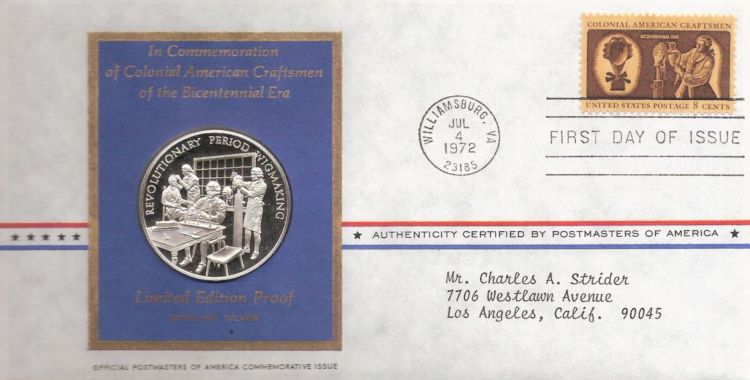 In Commemoration
of Colonial American Craftsmen
of the Bicentennial Era
REVOLUTIONARY PERIOD WIGMAKING
Limited Edition Proof
STERLING SILVER
OFFICIAL POSTMASTERS OF AMERICA COMMEMORATIVE ISSUE
COLONIAL AMERICAN CRAFTSMEN
BICENTENNIAL ERA
UNITED STATES POSTAGE 8 CENTS
WILLIAMSBURG, VA
JUL
4
1972
23185
FIRST DAY OF ISSUE
★ AUTHENTICITY CERTIFIED BY POSTMASTERS OF AMERICA ★
Mr. Charles A. Strider
7706 Westlawn Avenue
Los Angeles, Calif. 90045